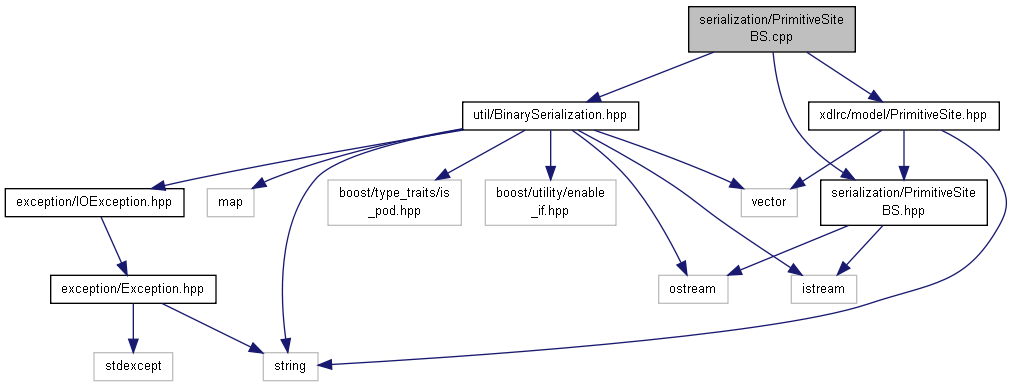 serialization/PrimitiveSite
BS.cpp
util/BinarySerialization.hpp
xdlrc/model/PrimitiveSite.hpp
exception/IOException.hpp
map
boost/type_traits/is
_pod.hpp
boost/utility/enable
_if.hpp
vector
serialization/PrimitiveSite
BS.hpp
exception/Exception.hpp
ostream
istream
stdexcept
string